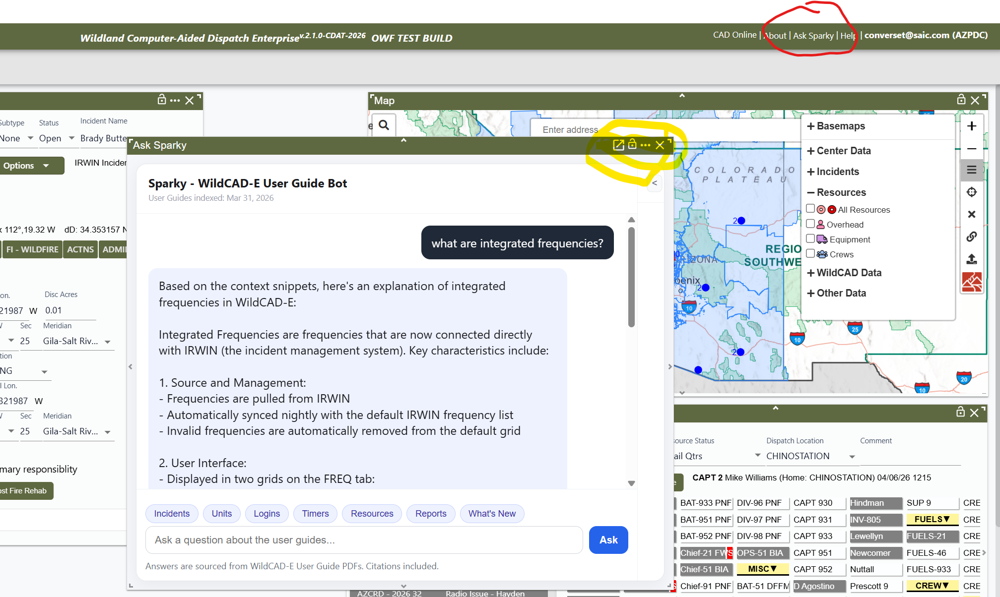 Wildland Computer-Aided Dispatch Enterprise v.2.1.0-CDAT-2026 OWF TEST BUILD
CAD Online | About | Ask Sparky | Help | converset@saic.com (AZPDC)
Subtype Status Incident Name
None Open Brady Butte
Options IRWIN Inciden
112°,19.32 W dD: 34.353157 N
FI - WILDFIRE ACTNS ADMI
on. Disc Acres
21987 W 0.01
Sec Meridian
25 Gila-Salt Riv...
tion
NG
l Lon.
321987 W
Sec Meridian
25 Gila-Salt Riv...
mary responsiblity
ost Fire Rehab
Map
Enter address
COLORADO
PLATEAU
ARIZONA
oenix
REGIO
SOUTHWE
2
2
2
10
10
25
10
20
+ Basemaps
+ Center Data
+ Incidents
− Resources
All Resources
Overhead
Equipment
Crews
+ WildCAD Data
+ Other Data
Ask Sparky
Sparky - WildCAD-E User Guide Bot
User Guides indexed: Mar 31, 2026
<
what are integrated frequencies?
Based on the context snippets, here's an explanation of integrated
frequencies in WildCAD-E:
Integrated Frequencies are frequencies that are now connected directly
with IRWIN (the incident management system). Key characteristics include:
1. Source and Management:
- Frequencies are pulled from IRWIN
- Automatically synced nightly with the default IRWIN frequency list
- Invalid frequencies are automatically removed from the default grid
2. User Interface:
- Displayed in two grids on the FREQ tab:
Incidents Units Logins Timers Resources Reports What's New
Ask a question about the user guides...
Ask
Answers are sourced from WildCAD-E User Guide PDFs. Citations included.
ource Status Dispatch Location Comment
ail Qtrs CHINOSTATION
e CAPT 2 Mike Williams (Home: CHINOSTATION) 04/06/26 1215
BAT-933 PNF DIV-96 PNF CAPT 930 Hindman SUP 9 CRE
BAT-951 PNF DIV-97 PNF CAPT 931 INV-805 FUELS▼ CRE
BAT-952 PNF DIV-98 PNF CAPT 933 Lewellyn FUELS-21 CRE
Chief-21 FWS OPS-51 BIA CAPT 951 Newcomer FUELS-46 CRE
Chief-51 BIA MISC▼ CAPT 952 Nuttall FUELS-933 CRE
Chief-91 PNF BAT-51 DFFM D Agostino Prescott 9 CREW▼ CRE
AZCRD - 2026 32 Radio Issue - Hayden